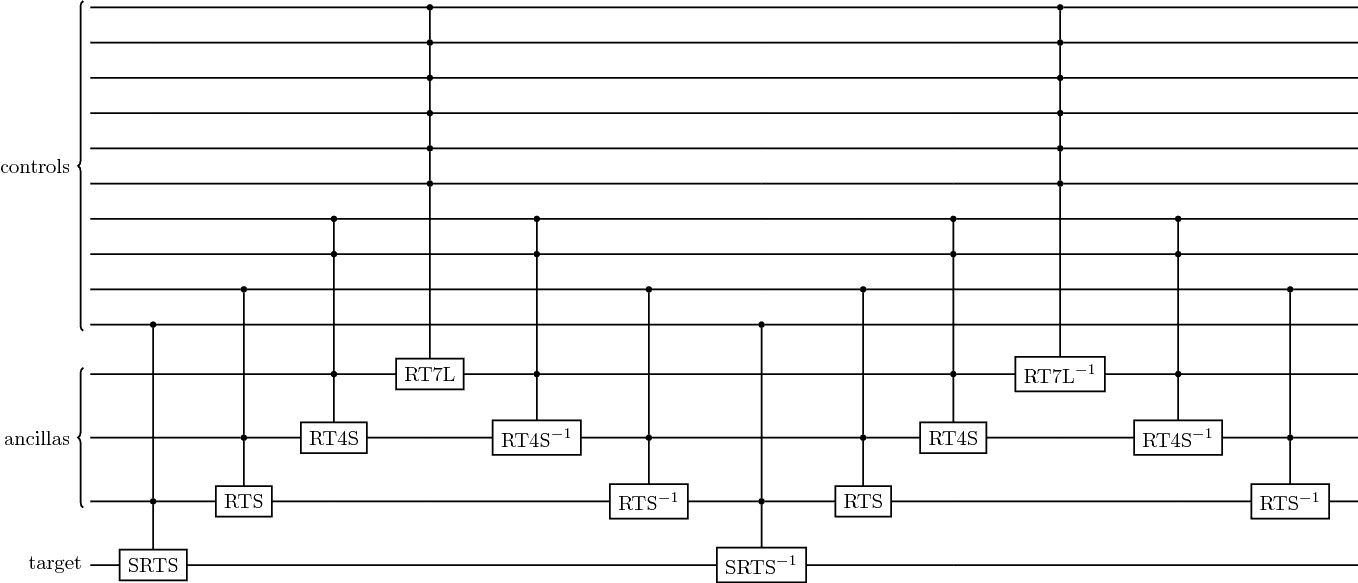 controls
RT7L RT7L⁻¹
ancillas
RT4S RT4S⁻¹ RT4S RT4S⁻¹
RTS RTS⁻¹ RTS RTS⁻¹
target SRTS SRTS⁻¹